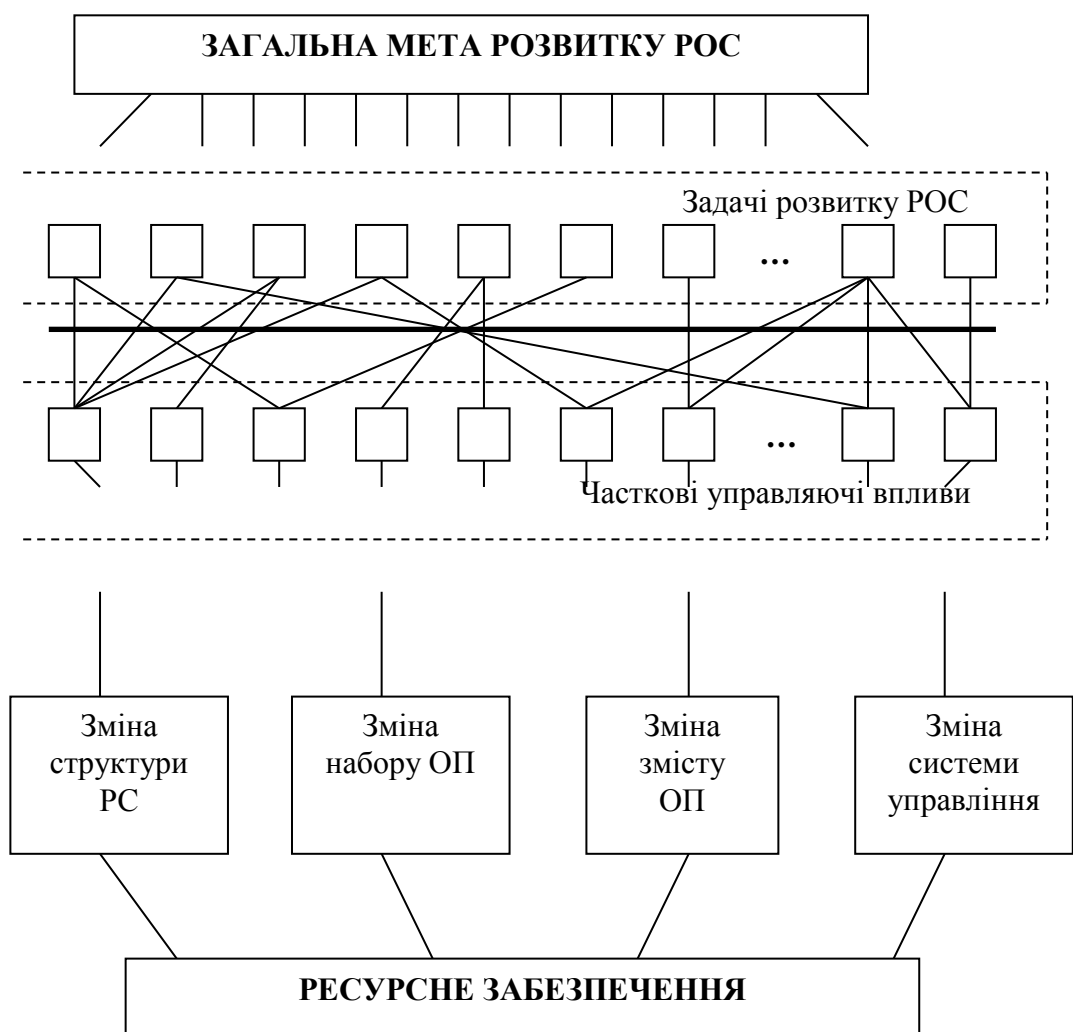 ЗАГАЛЬНА МЕТА РОЗВИТКУ РОС
Задачі розвитку РОС
...
...
Часткові управляючі впливи
Зміна
структури
РС
Зміна
набору ОП
Зміна
змісту
ОП
Зміна
системи
управління
РЕСУРСНЕ ЗАБЕЗПЕЧЕННЯ